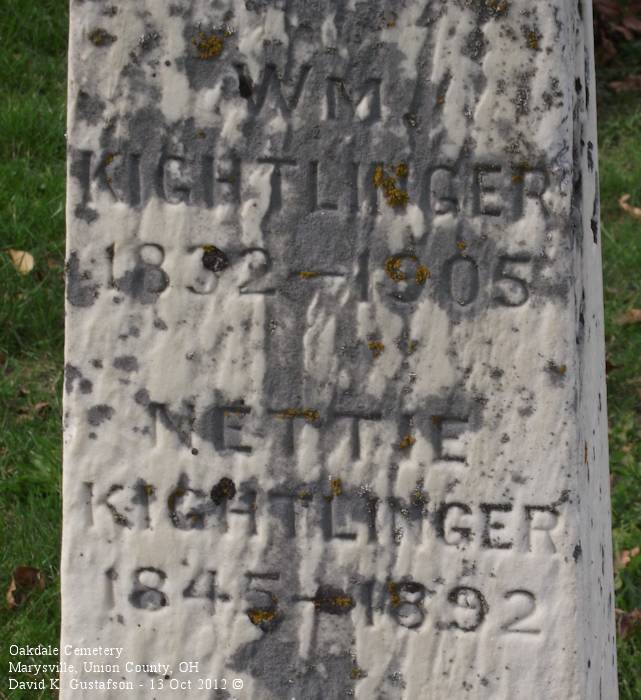 WM.
KIGHTLINGER
1832 – 1905
NETTIE
KIGHTLINGER
1845 – 1892
Oakdale Cemetery
Marysville, Union County, OH
David K. Gustafson - 13 Oct 2012 ©